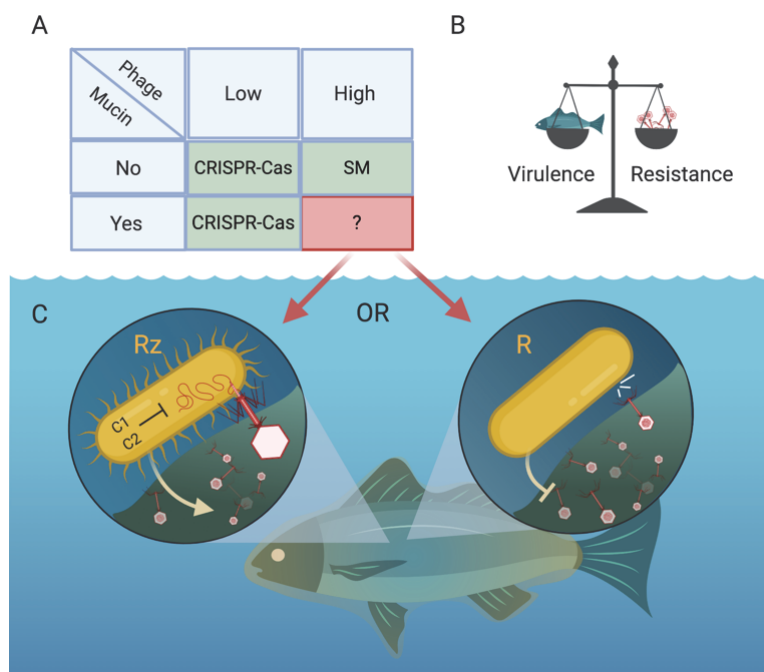 A
B
Phage
Mucin
Low
High
No
CRISPR-Cas
SM
Yes
CRISPR-Cas
?
Virulence
Resistance
C
OR
Rz
R
C1
C2